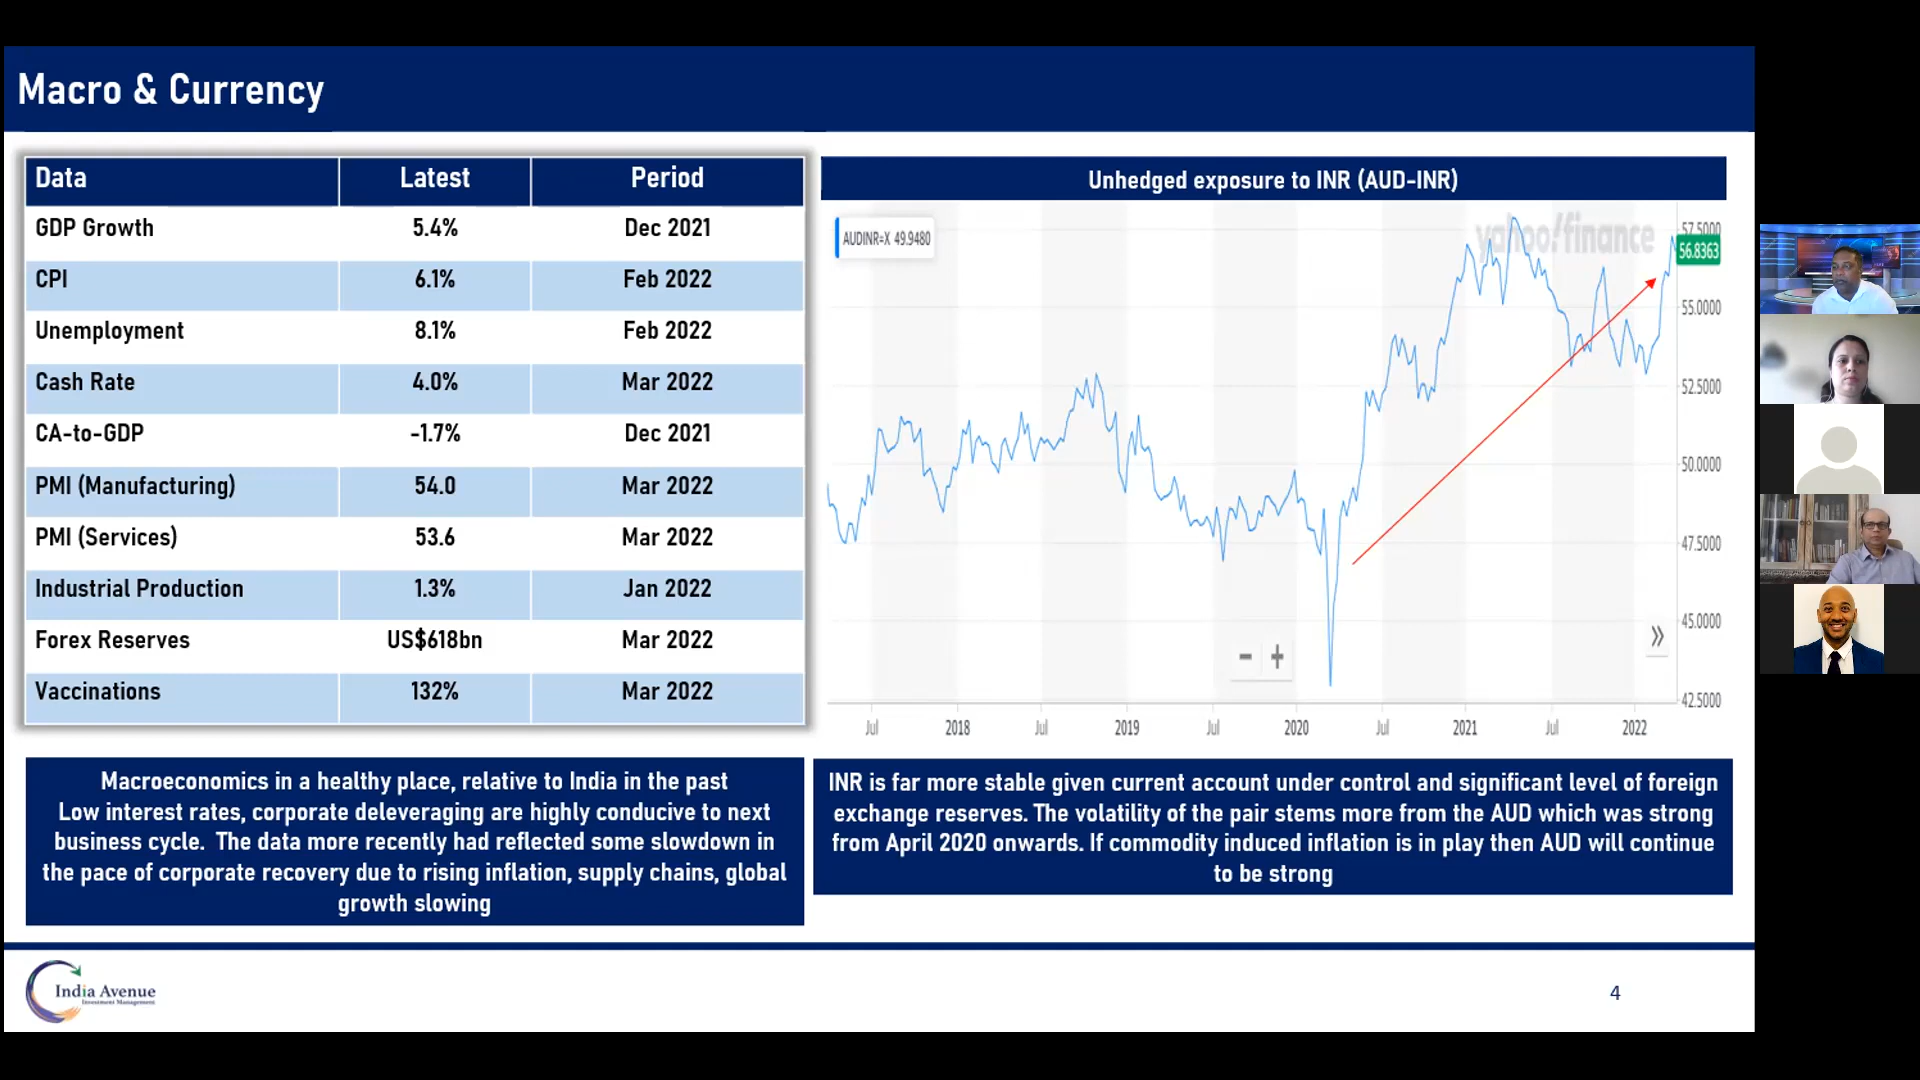 Macro & Currency
Data Latest Period
GDP Growth 5.4% Dec 2021
CPI 6.1% Feb 2022
Unemployment 8.1% Feb 2022
Cash Rate 4.0% Mar 2022
CA-to-GDP -1.7% Dec 2021
PMI (Manufacturing) 54.0 Mar 2022
PMI (Services) 53.6 Mar 2022
Industrial Production 1.3% Jan 2022
Forex Reserves US$618bn Mar 2022
Vaccinations 132% Mar 2022
Macroeconomics in a healthy place, relative to India in the past
Low interest rates, corporate deleveraging are highly conducive to next
business cycle. The data more recently had reflected some slowdown in
the pace of corporate recovery due to rising inflation, supply chains, global
growth slowing
Unhedged exposure to INR (AUD-INR)
AUDINR=X 49.9480
yahoo!finance
57.5000
56.8363
55.0000
52.5000
50.0000
47.5000
45.0000
42.5000
Jul 2018 Jul 2019 Jul 2020 Jul 2021 Jul 2022
INR is far more stable given current account under control and significant level of foreign
exchange reserves. The volatility of the pair stems more from the AUD which was strong
from April 2020 onwards. If commodity induced inflation is in play then AUD will continue
to be strong
India Avenue
Investment Management
4